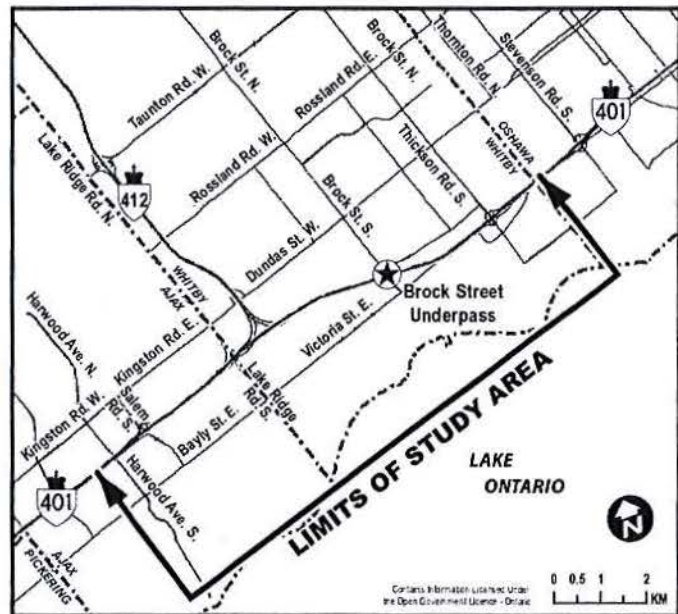 Brock St. N.
Brock St. N.
Thornton Rd. N.
Stevenson Rd. S.
401
Taunton Rd. W.
Rossland Rd. E.
OSHAWA
WHITBY
Lake Ridge Rd. N.
412
Rossland Rd. W.
Thickson Rd. S.
Brock St. S.
Dundas St. W.
WHITBY
AJAX
Brock Street
Underpass
Harwood Ave. N.
Kingston Rd. E.
Victoria St. E.
Kingston Rd. W.
Salem
Rd. S.
Lake Ridge
Rd. S.
Bayly St. E.
401
Harwood Ave. S.
LIMITS OF STUDY AREA
LAKE
ONTARIO
N
AJAX
PICKERING
Contains Information Licensed Under
the Open Government Licence - Ontario
0 0.5 1 2
KM